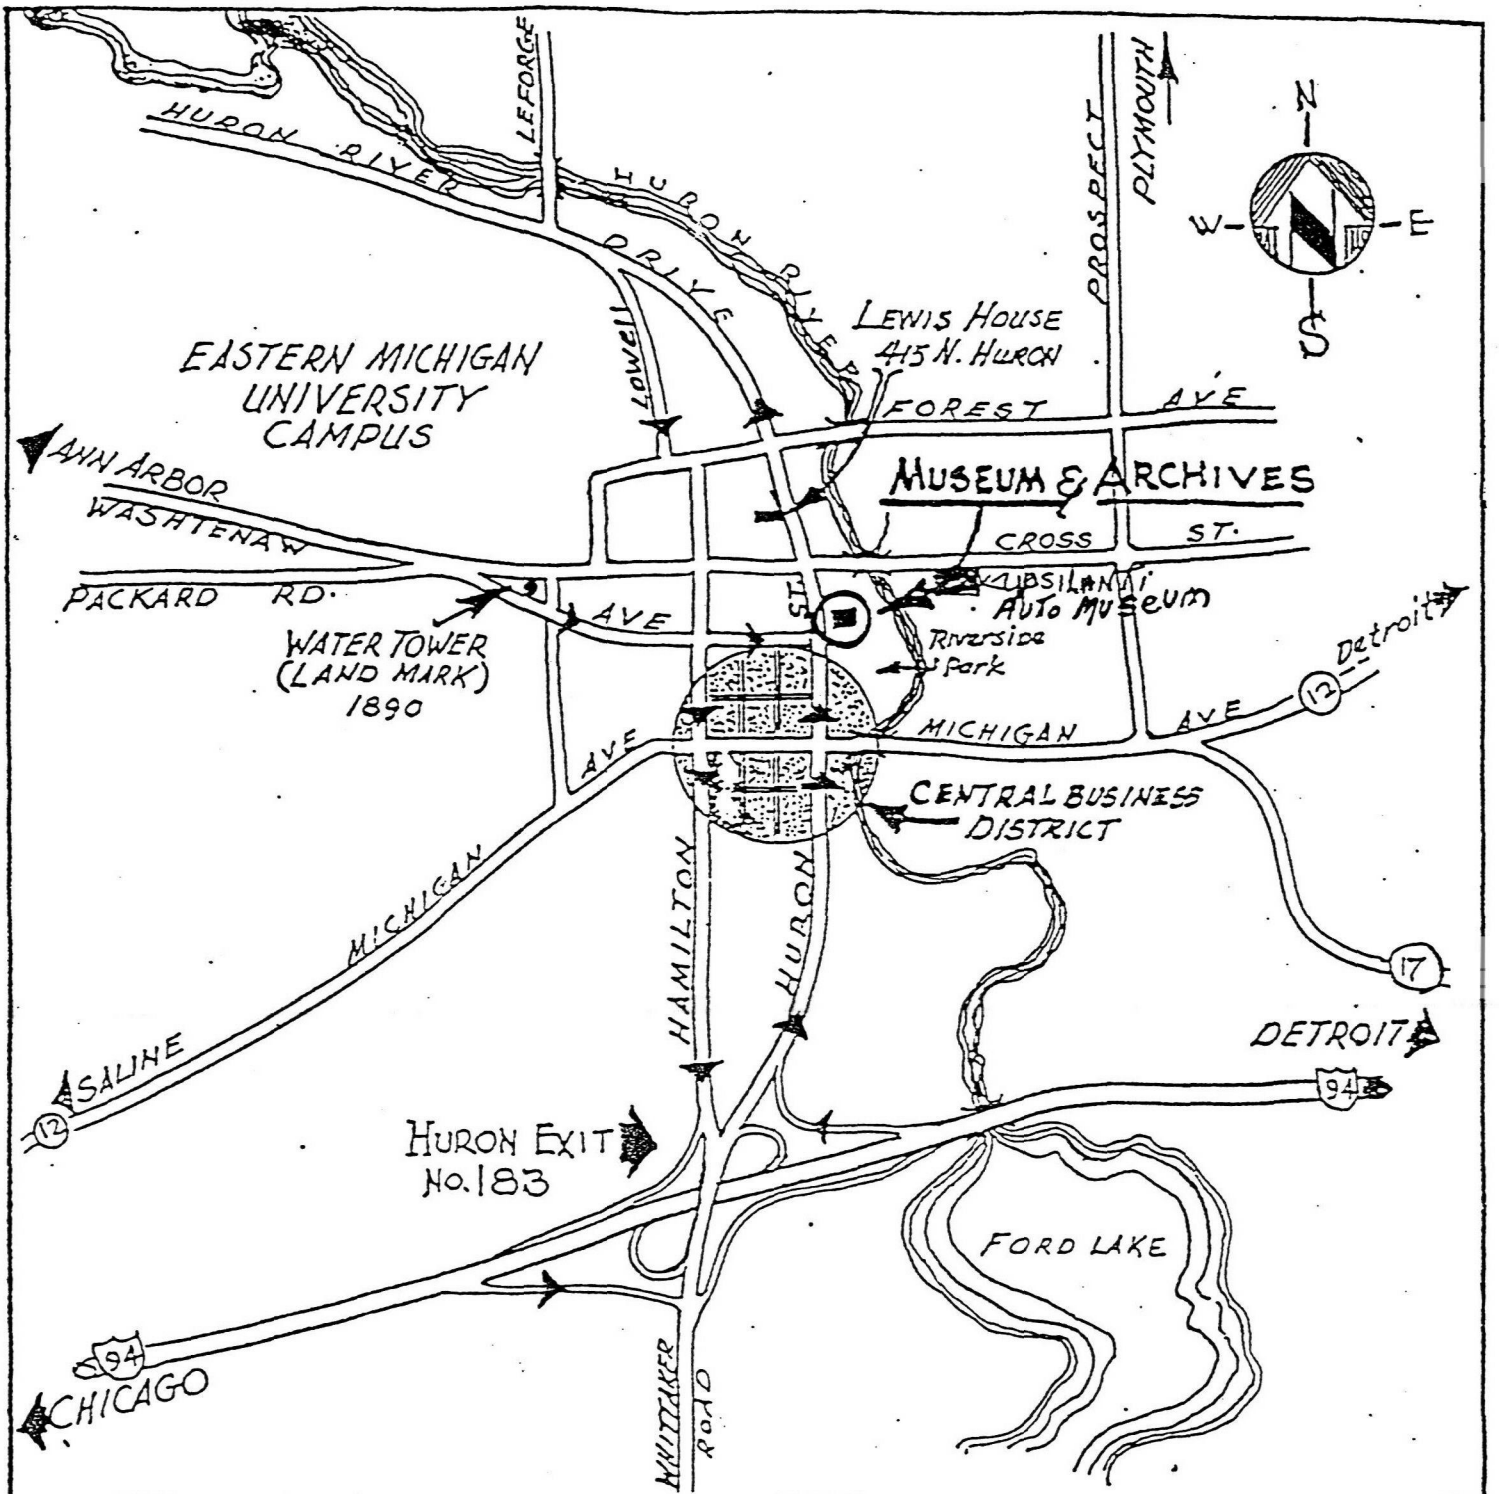 LEFORGE
PLYMOUTH
N
W
E
S
HURON RIVER
DRIVE
HURON RIVER
PROSPECT
LEWIS HOUSE
415 N. HURON
LOWELL
EASTERN MICHIGAN
UNIVERSITY
CAMPUS
FOREST AVE
ANN ARBOR
WASHTENAW
MUSEUM & ARCHIVES
CROSS ST.
PACKARD RD.
AVE
ST
YPSILANTI
AUTO MUSEUM
WATER TOWER
(LAND MARK)
1890
Riverside
Park
Detroit
12
AVE
MICHIGAN
AVE
CENTRAL BUSINESS
DISTRICT
MICHIGAN
HAMILTON
HURON
17
SALINE
12
DETROIT
94
HURON EXIT
NO. 183
FORD LAKE
94
CHICAGO
WHITTAKER
ROAD